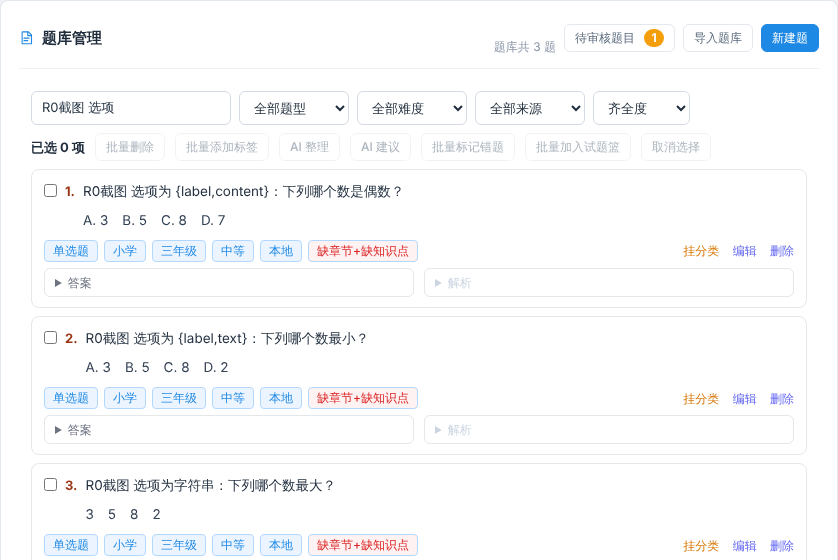 题库管理
题库共 3 题 待审核题目 1 导入题库 新建题
R0截图 选项 全部题型 全部难度 全部来源 齐全度
已选 0 项 批量删除 批量添加标签 AI 整理 AI 建议 批量标记错题 批量加入试题篮 取消选择
1. R0截图 选项为 {label,content}：下列哪个数是偶数？
A. 3 B. 5 C. 8 D. 7
单选题 小学 三年级 中等 本地 缺章节+缺知识点 挂分类 编辑 删除
▶ 答案 ▶ 解析
2. R0截图 选项为 {label,text}：下列哪个数最小？
A. 3 B. 5 C. 8 D. 2
单选题 小学 三年级 中等 本地 缺章节+缺知识点 挂分类 编辑 删除
▶ 答案 ▶ 解析
3. R0截图 选项为字符串：下列哪个数最大？
3 5 8 2
单选题 小学 三年级 中等 本地 缺章节+缺知识点 挂分类 编辑 删除